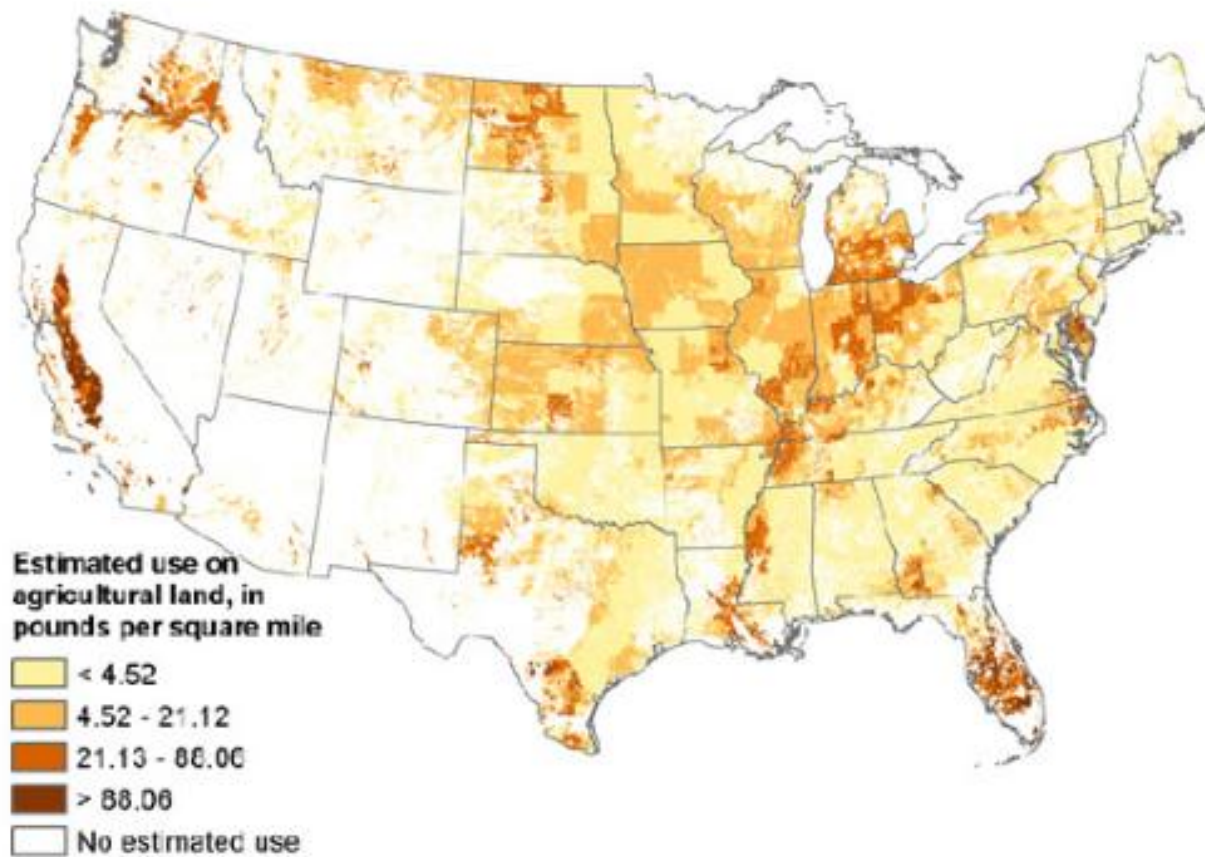 Estimated use on
agricultural land, in
pounds per square mile
< 4.52
4.52 - 21.12
21.13 - 88.06
> 88.06
No estimated use